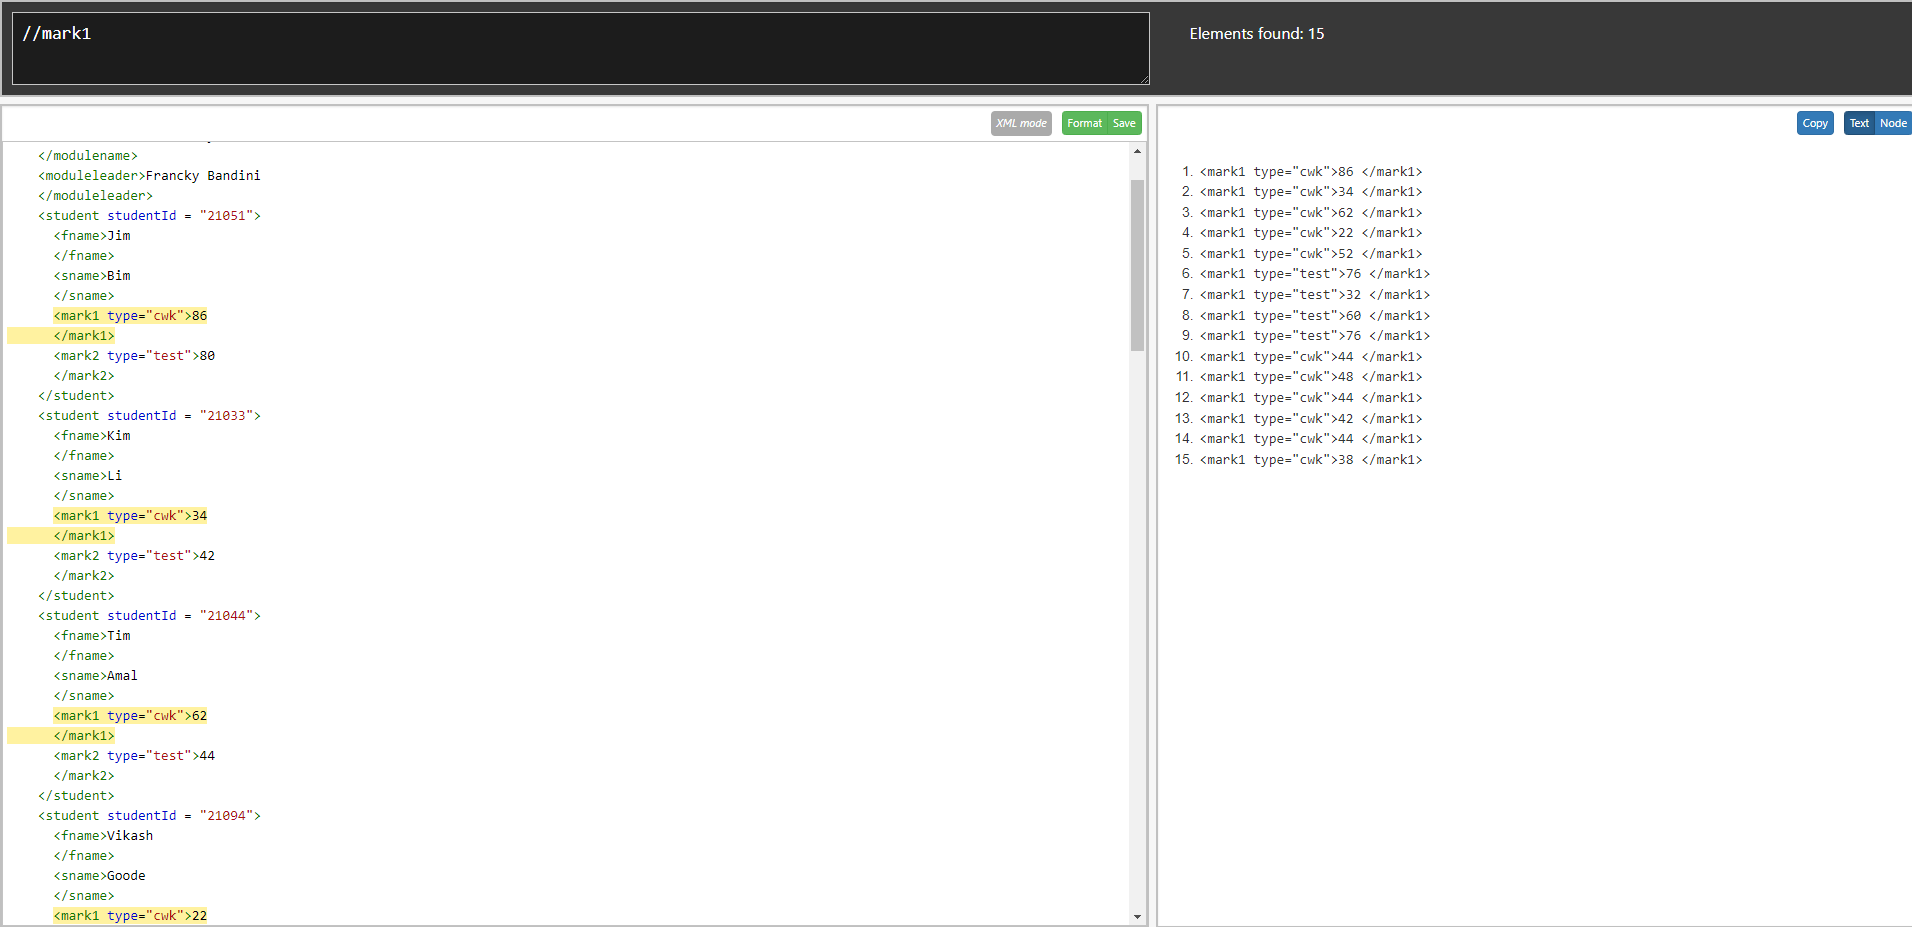 //mark1
Elements found: 15
XML mode
Format
Save
Copy
Text
Node
</modulename>
<moduleleader>Francky Bandini
</moduleleader>
<student studentId = "21051">
<fname>Jim
</fname>
<sname>Bim
</sname>
<mark1 type="cwk">86
</mark1>
<mark2 type="test">80
</mark2>
</student>
<student studentId = "21033">
<fname>Kim
</fname>
<sname>Li
</sname>
<mark1 type="cwk">34
</mark1>
<mark2 type="test">42
</mark2>
</student>
<student studentId = "21044">
<fname>Tim
</fname>
<sname>Amal
</sname>
<mark1 type="cwk">62
</mark1>
<mark2 type="test">44
</mark2>
</student>
<student studentId = "21094">
<fname>Vikash
</fname>
<sname>Goode
</sname>
<mark1 type="cwk">22
1. <mark1 type="cwk">86 </mark1>
2. <mark1 type="cwk">34 </mark1>
3. <mark1 type="cwk">62 </mark1>
4. <mark1 type="cwk">22 </mark1>
5. <mark1 type="cwk">52 </mark1>
6. <mark1 type="test">76 </mark1>
7. <mark1 type="test">32 </mark1>
8. <mark1 type="test">60 </mark1>
9. <mark1 type="test">76 </mark1>
10. <mark1 type="cwk">44 </mark1>
11. <mark1 type="cwk">48 </mark1>
12. <mark1 type="cwk">44 </mark1>
13. <mark1 type="cwk">42 </mark1>
14. <mark1 type="cwk">44 </mark1>
15. <mark1 type="cwk">38 </mark1>